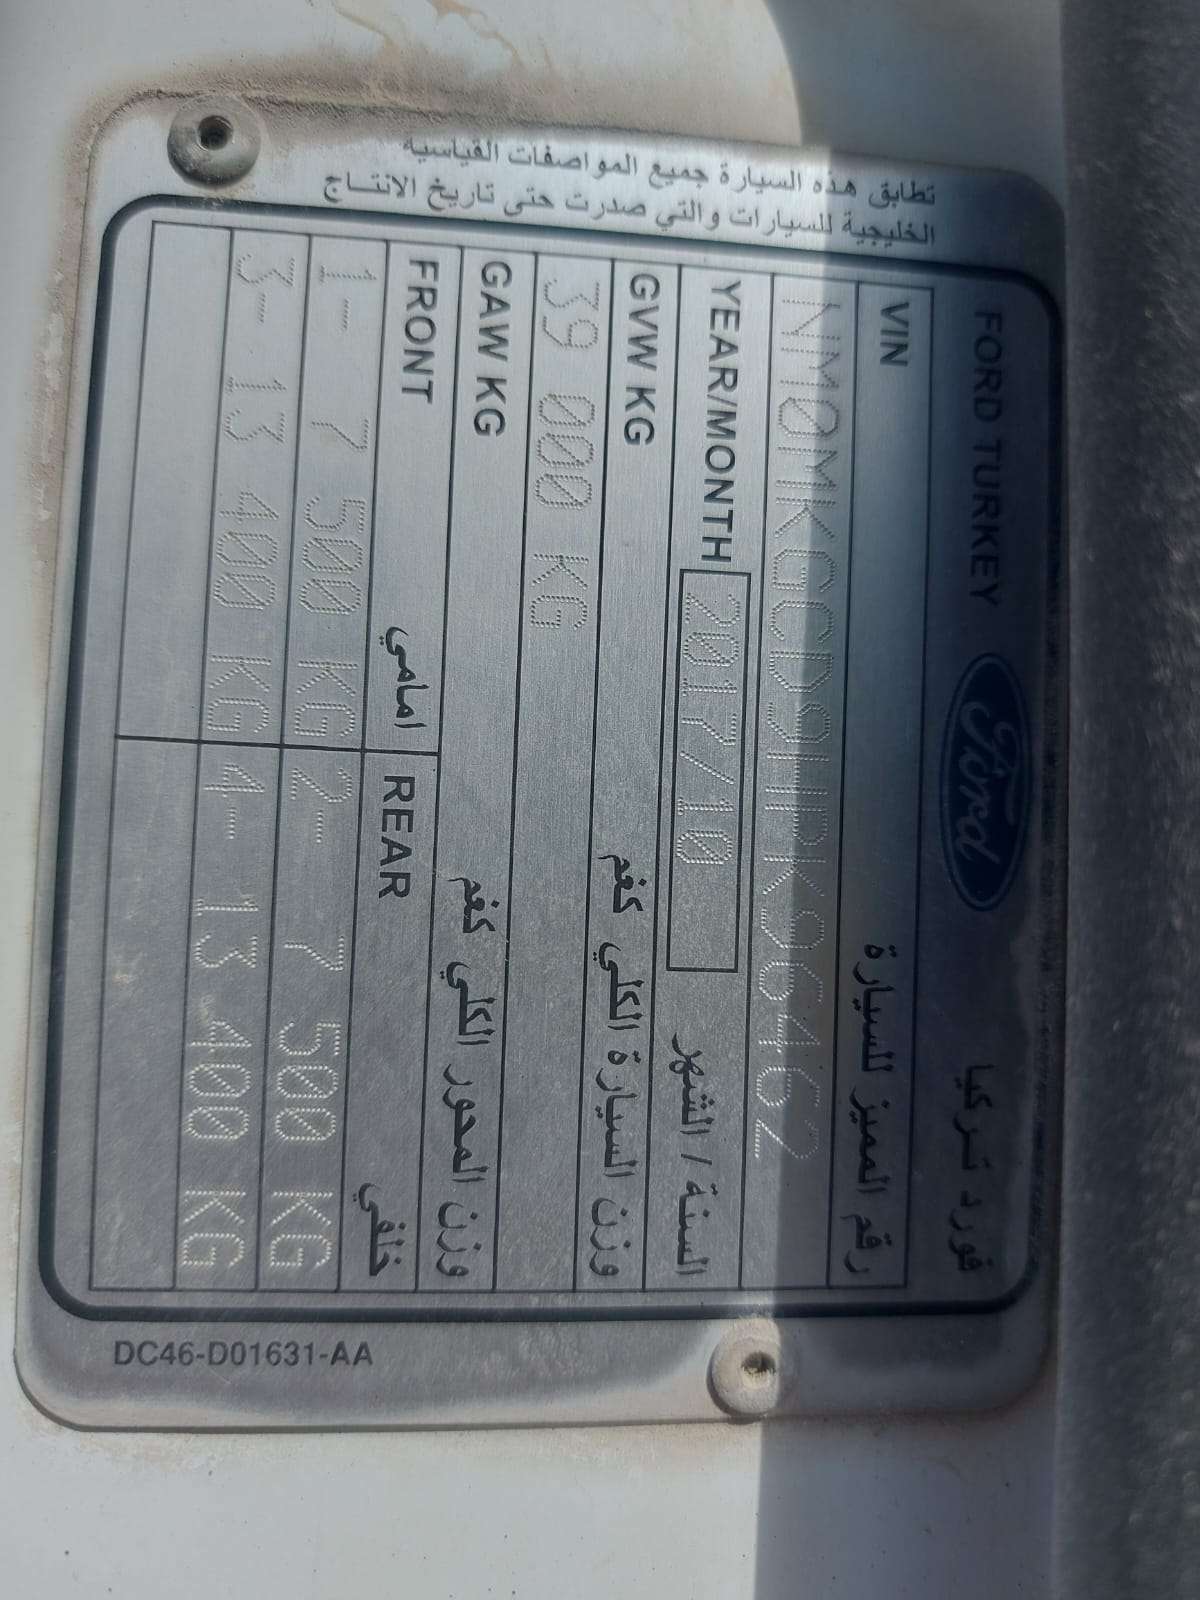 FORD TURKEY Ford فورد تركيا
VIN رقم المميز للسيارة
NM0MKGCD9HPK96462
YEAR/MONTH 2017/10 السنة / الشهر
GVW KG وزن السيارة الكلي كغم
39 000 KG
GAW KG وزن المحور الكلي كغم
FRONT امامي REAR خلفي
1- 7 500 KG 2- 7 500 KG
3- 13 400 KG 4- 13 400 KG
تطابق هذه السيارة جميع المواصفات القياسية
الخليجية للسيارات والتي صدرت حتى تاريخ الانتاج
DC46-D01631-AA